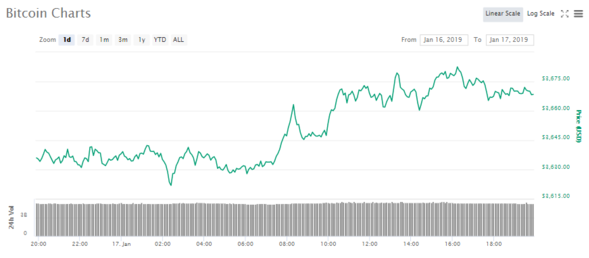 Bitcoin Charts
Linear Scale Log Scale
Zoom 1d 7d 1m 3m 1y YTD ALL From Jan 16, 2019 To Jan 17, 2019
$3,675.00
$3,660.00
$3,645.00
$3,630.00
$3,615.00
Price (USD)
24h Vol
0
20:00 22:00 17. Jan 02:00 04:00 06:00 08:00 10:00 12:00 14:00 16:00 18:00